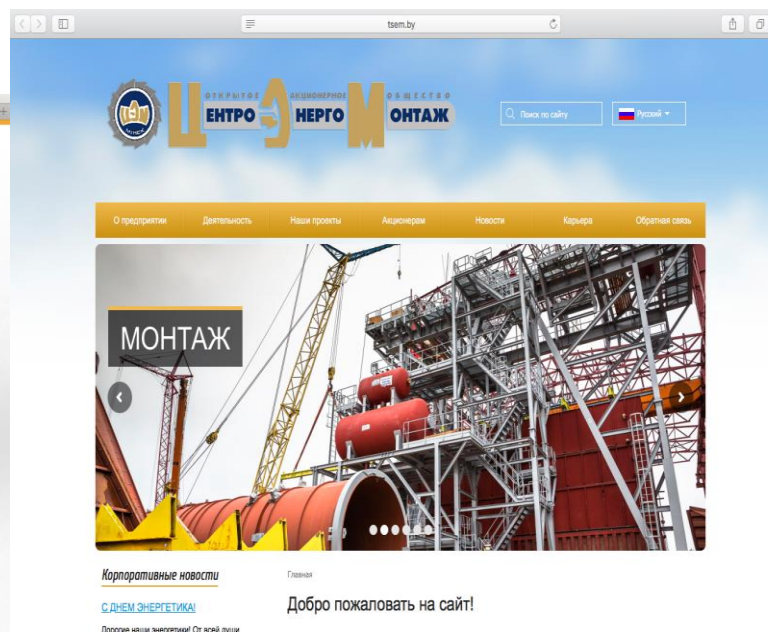 tsem.by
ОТКРЫТОЕ АКЦИОНЕРНОЕ ОБЩЕСТВО
ЦЕНТРОЭНЕРГОМОНТАЖ
МИНСК
Поиск по сайту
Русский
О предприятии Деятельность Наши проекты Акционерам Новости Карьера Обратная связь
МОНТАЖ
Корпоративные новости
Главная
С ДНЕМ ЭНЕРГЕТИКА!
Добро пожаловать на сайт!
Дорогие наши энергетики! От всей души